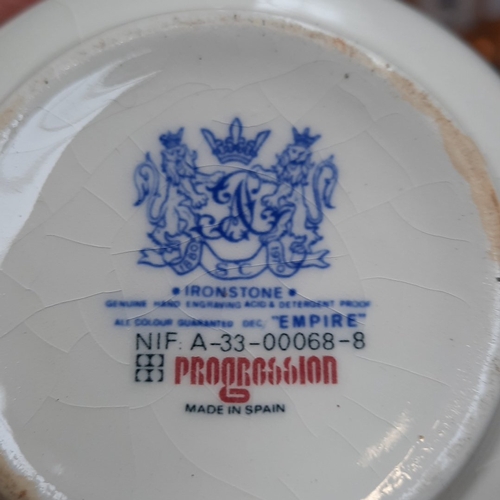 S C
• IRONSTONE •
GENUINE HAND ENGRAVING ACID & DETERGENT PROOF
ALL COLOUR GUARANTED DEC, "EMPIRE"
NIF: A-33-00068-8
PROGRESSION
MADE IN SPAIN